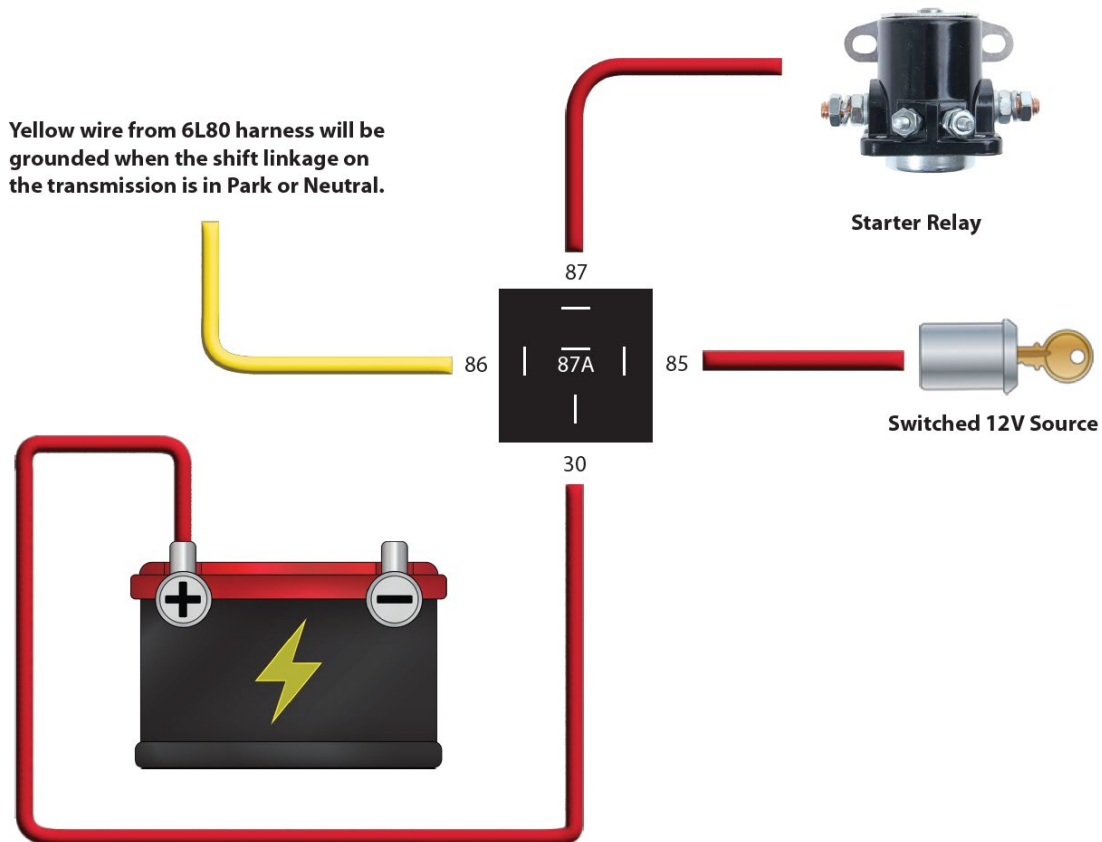 Yellow wire from 6L80 harness will be
grounded when the shift linkage on
the transmission is in Park or Neutral.
Starter Relay
87
86
87A
85
Switched 12V Source
30